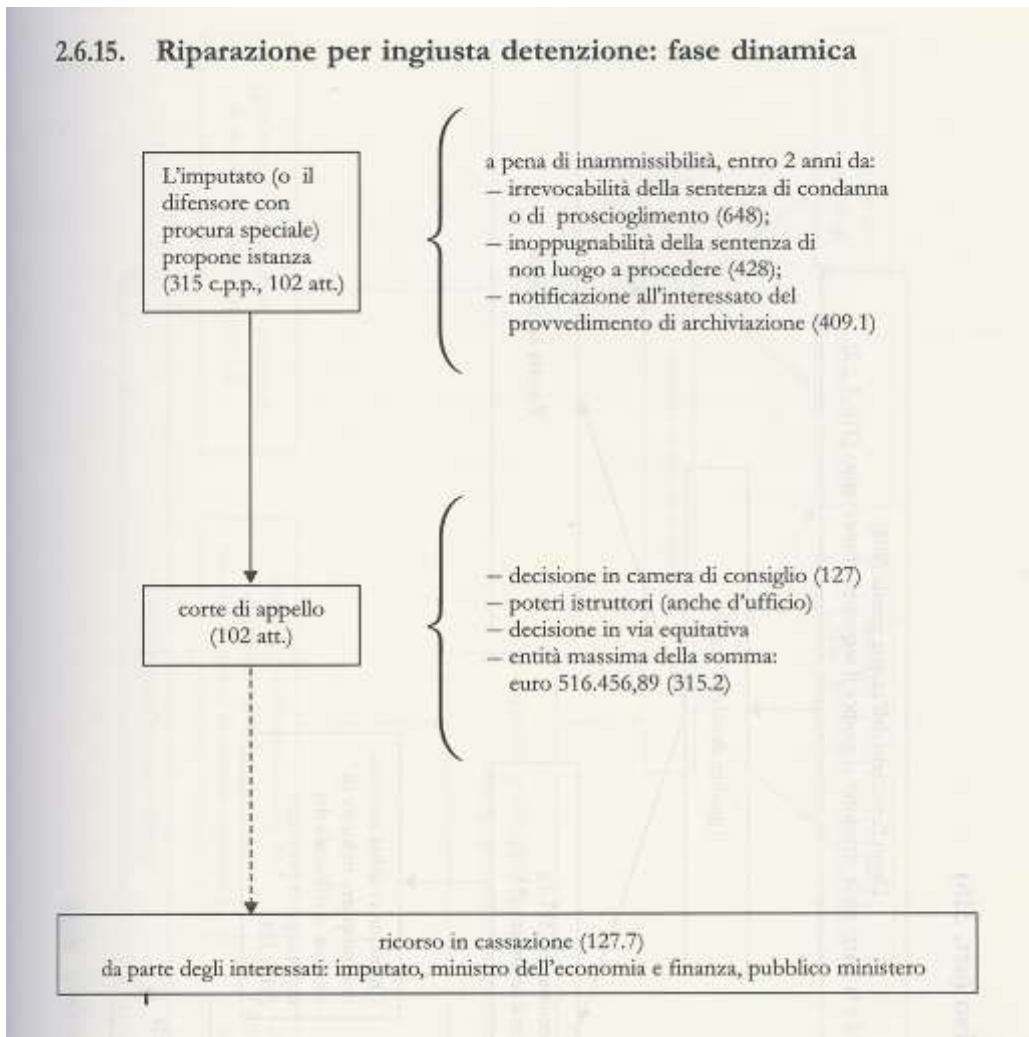 2.6.15. Riparazione per ingiusta detenzione: fase dinamica
L'imputato (o il
difensore con
procura speciale)
propone istanza
(315 c.p.p., 102 att.)
a pena di inammissibilità, entro 2 anni da:
– irrevocabilità della sentenza di condanna
o di proscioglimento (648);
– inoppugnabilità della sentenza di
non luogo a procedere (428);
– notificazione all'interessato del
provvedimento di archiviazione (409.1)
corte di appello
(102 att.)
– decisione in camera di consiglio (127)
– poteri istruttori (anche d'ufficio)
– decisione in via equitativa
– entità massima della somma:
euro 516.456,89 (315.2)
ricorso in cassazione (127.7)
da parte degli interessati: imputato, ministro dell'economia e finanza, pubblico ministero